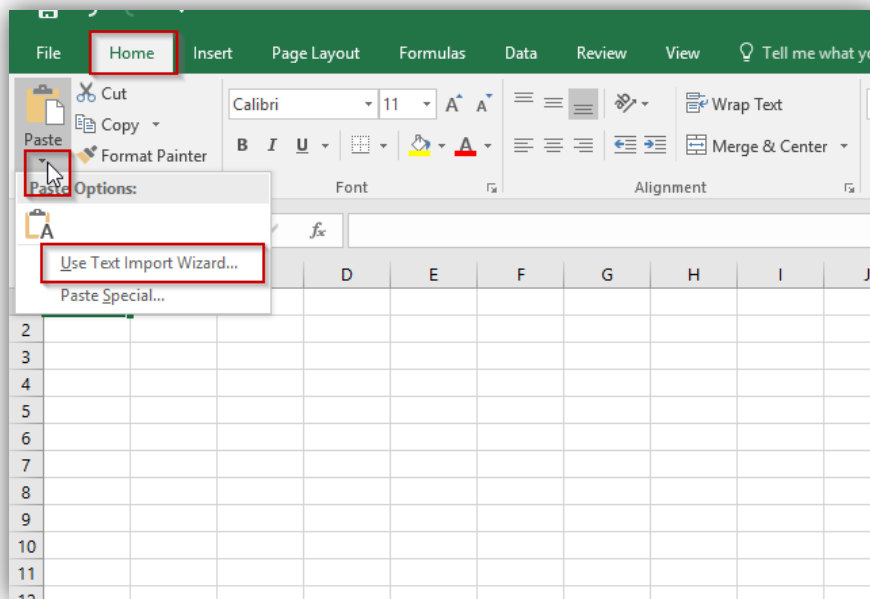 File Home Insert Page Layout Formulas Data Review View Tell me what yo
Cut
Copy
Format Painter
Paste
Calibri 11 A A
B I U A
Wrap Text
Merge & Center
Font Alignment
Paste Options:
A
Use Text Import Wizard...
Paste Special...
fx
D E F G H I J
2
3
4
5
6
7
8
9
10
11
12